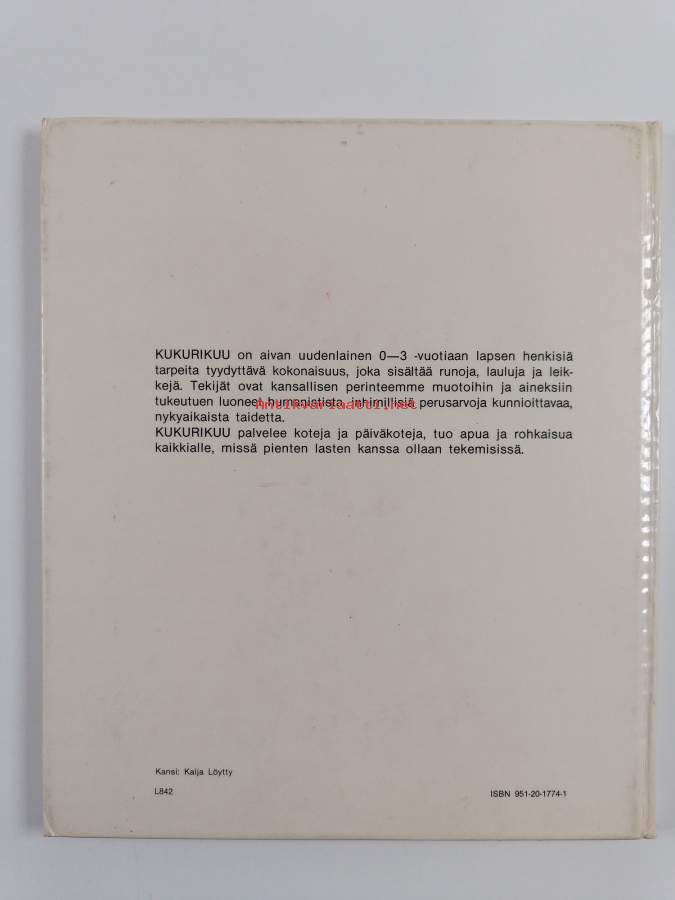 KUKURIKUU on aivan uudenlainen 0—3 -vuotiaan lapsen henkisiä
tarpeita tyydyttävä kokonaisuus, joka sisältää runoja, lauluja ja leik-
kejä. Tekijät ovat kansallisen perinteemme muotoihin ja aineksiin
tukeutuen luoneet humanistista, inhimillisiä perusarvoja kunnioittavaa,
Antikvariaatti.net
nykyaikaista taidetta.
KUKURIKUU palvelee koteja ja päiväkoteja, tuo apua ja rohkaisua
kaikkialle, missä pienten lasten kanssa ollaan tekemisissä.
Kansi: Kaija Löytty
L842
ISBN 951-20-1774-1